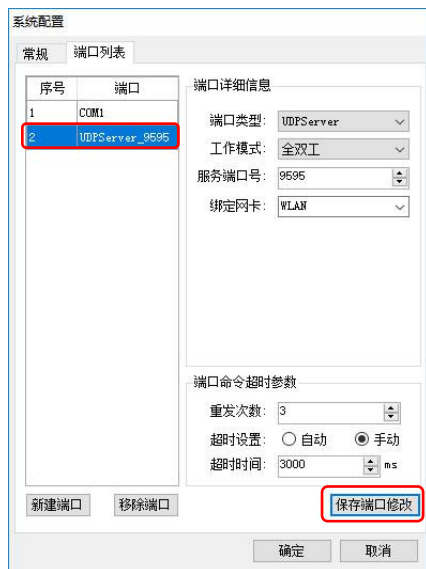 系统配置
常规 端口列表
序号 端口
1 COM1
2 UDPServer_9595
端口详细信息
端口类型: UDPServer
工作模式: 全双工
服务端口号: 9595
绑定网卡: WLAN
端口命令超时参数
重发次数: 3
超时设置: 自动 手动
超时时间: 3000 ms
新建端口 移除端口 保存端口修改
确定 取消